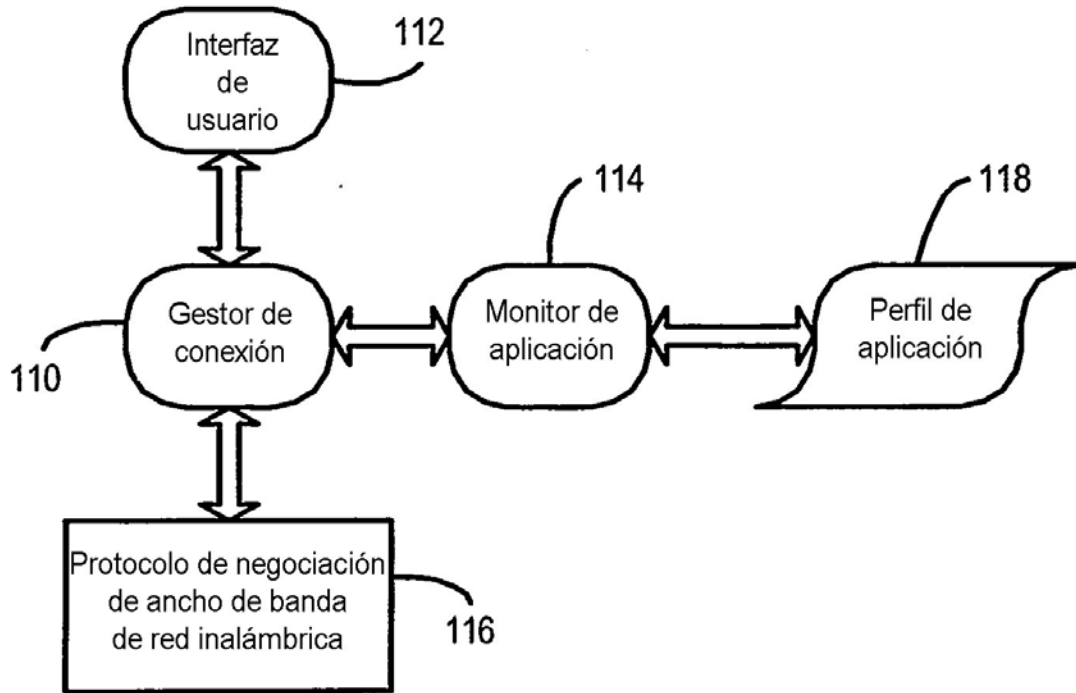 Interfaz
de
usuario
112
114
118
Gestor de
conexión
110
Monitor de
aplicación
Perfil de
aplicación
Protocolo de negociación
de ancho de banda
de red inalámbrica
116